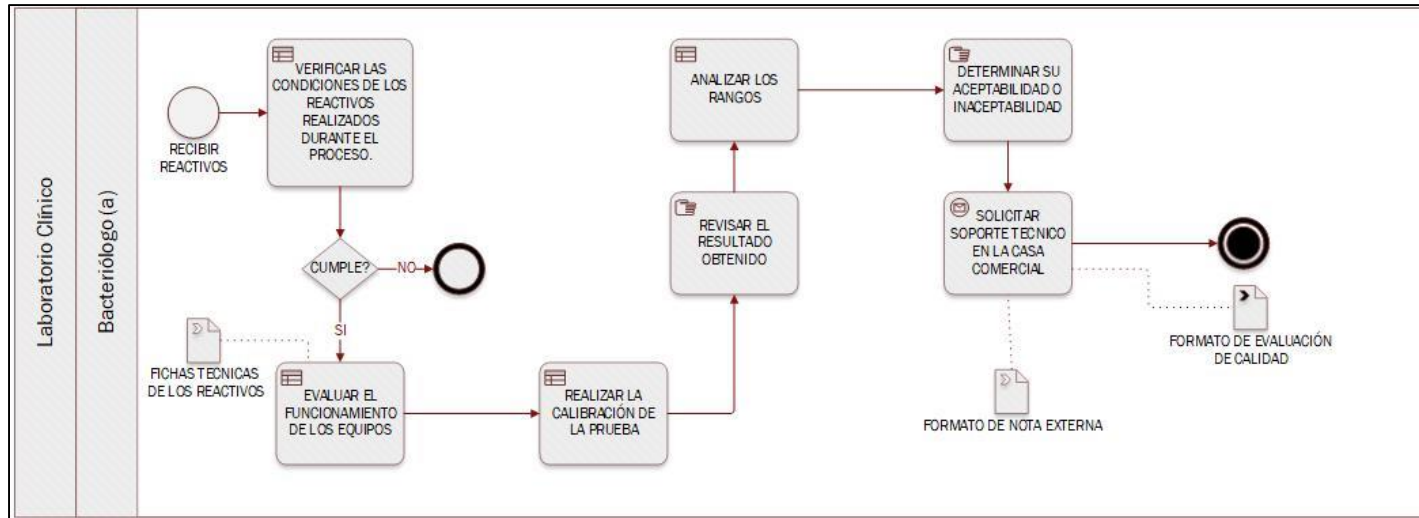 Laboratorio Clínico
Bacteriólogo (a)
RECIBIR
REACTIVOS
VERIFICAR LAS
CONDICIONES DE LOS
REACTIVOS
REALIZADOS
DURANTE EL
PROCESO.
CUMPLE?
NO
SI
FICHAS TECNICAS
DE LOS REACTIVOS
EVALUAR EL
FUNCIONAMIENTO
DE LOS EQUIPOS
REALIZAR LA
CALIBRACIÓN DE
LA PRUEBA
REVISAR EL
RESULTADO
OBTENIDO
ANALIZAR LOS
RANGOS
DETERMINAR SU
ACEPTABILIDAD O
INACEPTABILIDAD
SOLICITAR
SOPORTE TECNICO
EN LA CASA
COMERCIAL
FORMATO DE EVALUACIÓN
DE CALIDAD
FORMATO DE NOTA EXTERNA